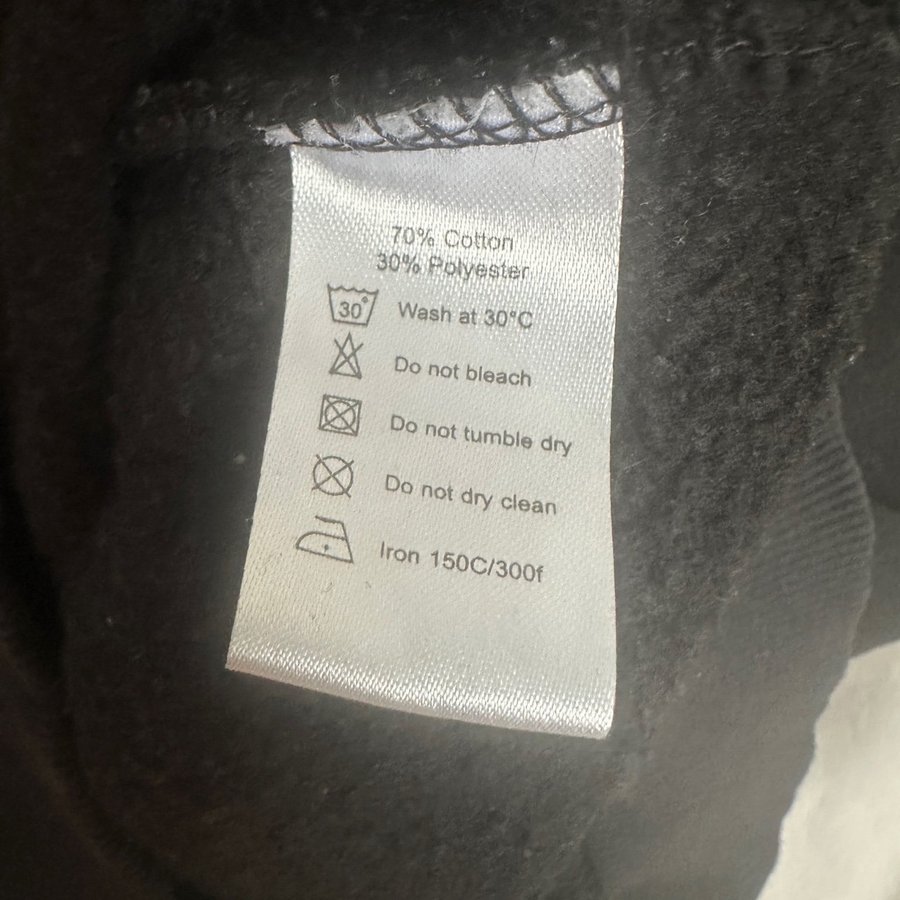 70% Cotton
30% Polyester
30° Wash at 30°C
Do not bleach
Do not tumble dry
Do not dry clean
Iron 150C/300f